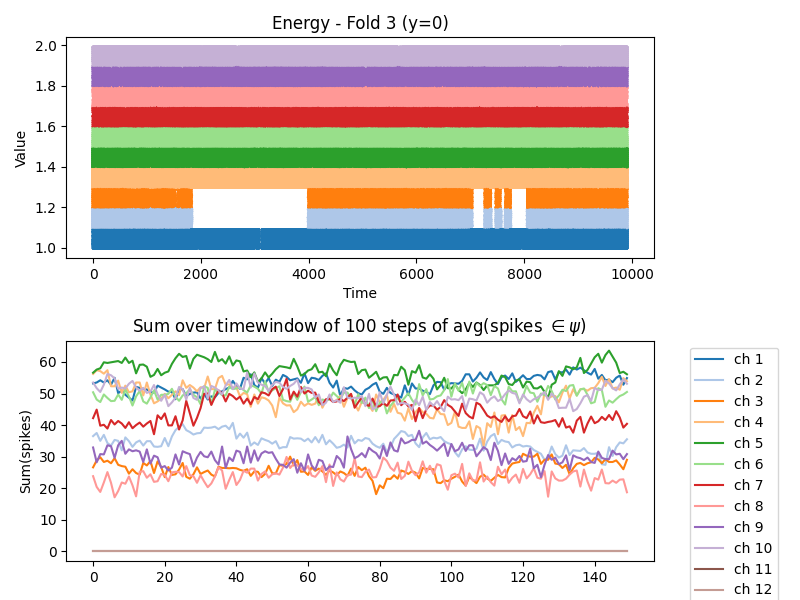 Energy - Fold 3 (y=0)
2.0
1.8
1.6
1.4
1.2
1.0
Value
0 2000 4000 6000 8000 10000
Time
Sum over timewindow of 100 steps of avg(spikes ∈ ψ)
60
50
40
30
20
10
0
Sum(spikes)
0 20 40 60 80 100 120 140
ch 1
ch 2
ch 3
ch 4
ch 5
ch 6
ch 7
ch 8
ch 9
ch 10
ch 11
ch 12